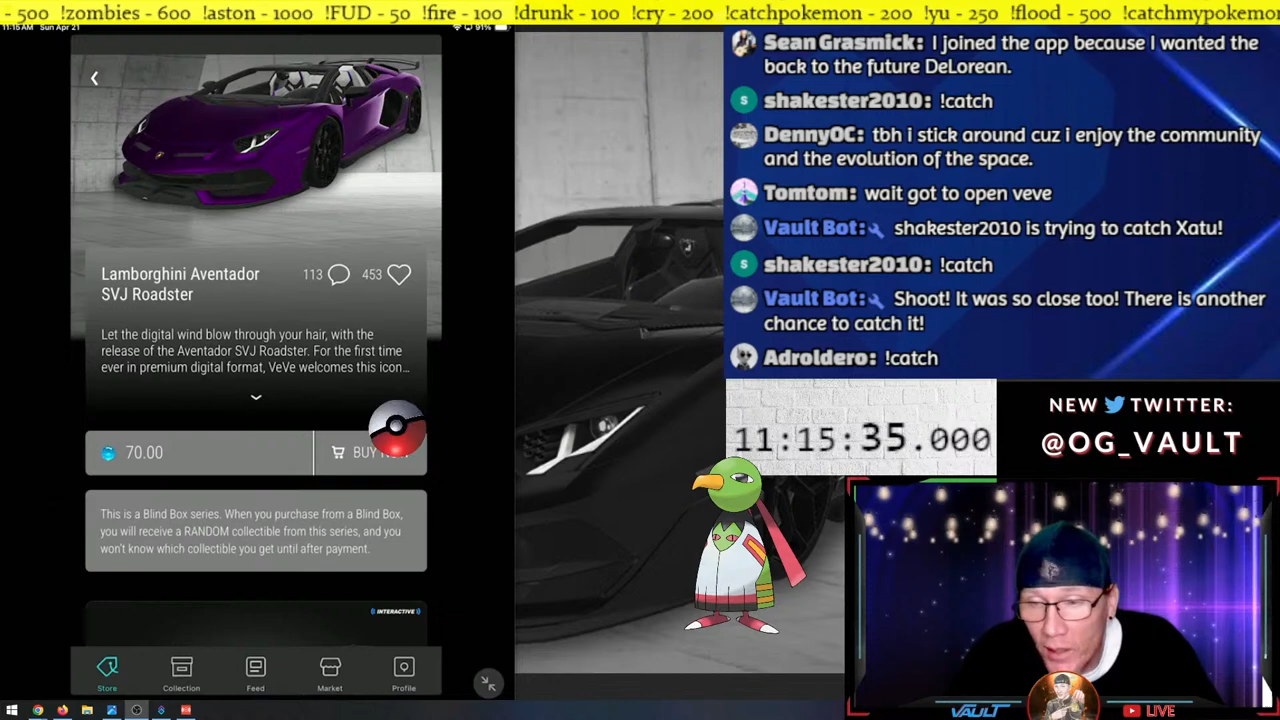 - 500 !zombies - 600 !aston - 1000 !FUD - 50 !fire - 100 !drunk - 100 !cry - 200 !catchpokemon - 200 !yu - 250 !flood - 500 !catchmypokemon
11:15 AM Sun Apr 21
91%
Lamborghini Aventador
SVJ Roadster
113
453
Let the digital wind blow through your hair, with the
release of the Aventador SVJ Roadster. For the first time
ever in premium digital format, VeVe welcomes this icon...
70.00
BUY
This is a Blind Box series. When you purchase from a Blind Box,
you will receive a RANDOM collectible from this series, and you
won't know which collectible you get until after payment.
INTERACTIVE
Store
Collection
Feed
Market
Profile
Sean Grasmick: I joined the app because I wanted the
back to the future DeLorean.
S
shakester2010: !catch
DennyOC: tbh i stick around cuz i enjoy the community
and the evolution of the space.
Tomtom: wait got to open veve
Vault Bot: shakester2010 is trying to catch Xatu!
S
shakester2010: !catch
Vault Bot: Shoot! It was so close too! There is another
chance to catch it!
Adroldero: !catch
11:15:35.000
NEW TWITTER:
@OG_VAULT
VAULT
LIVE